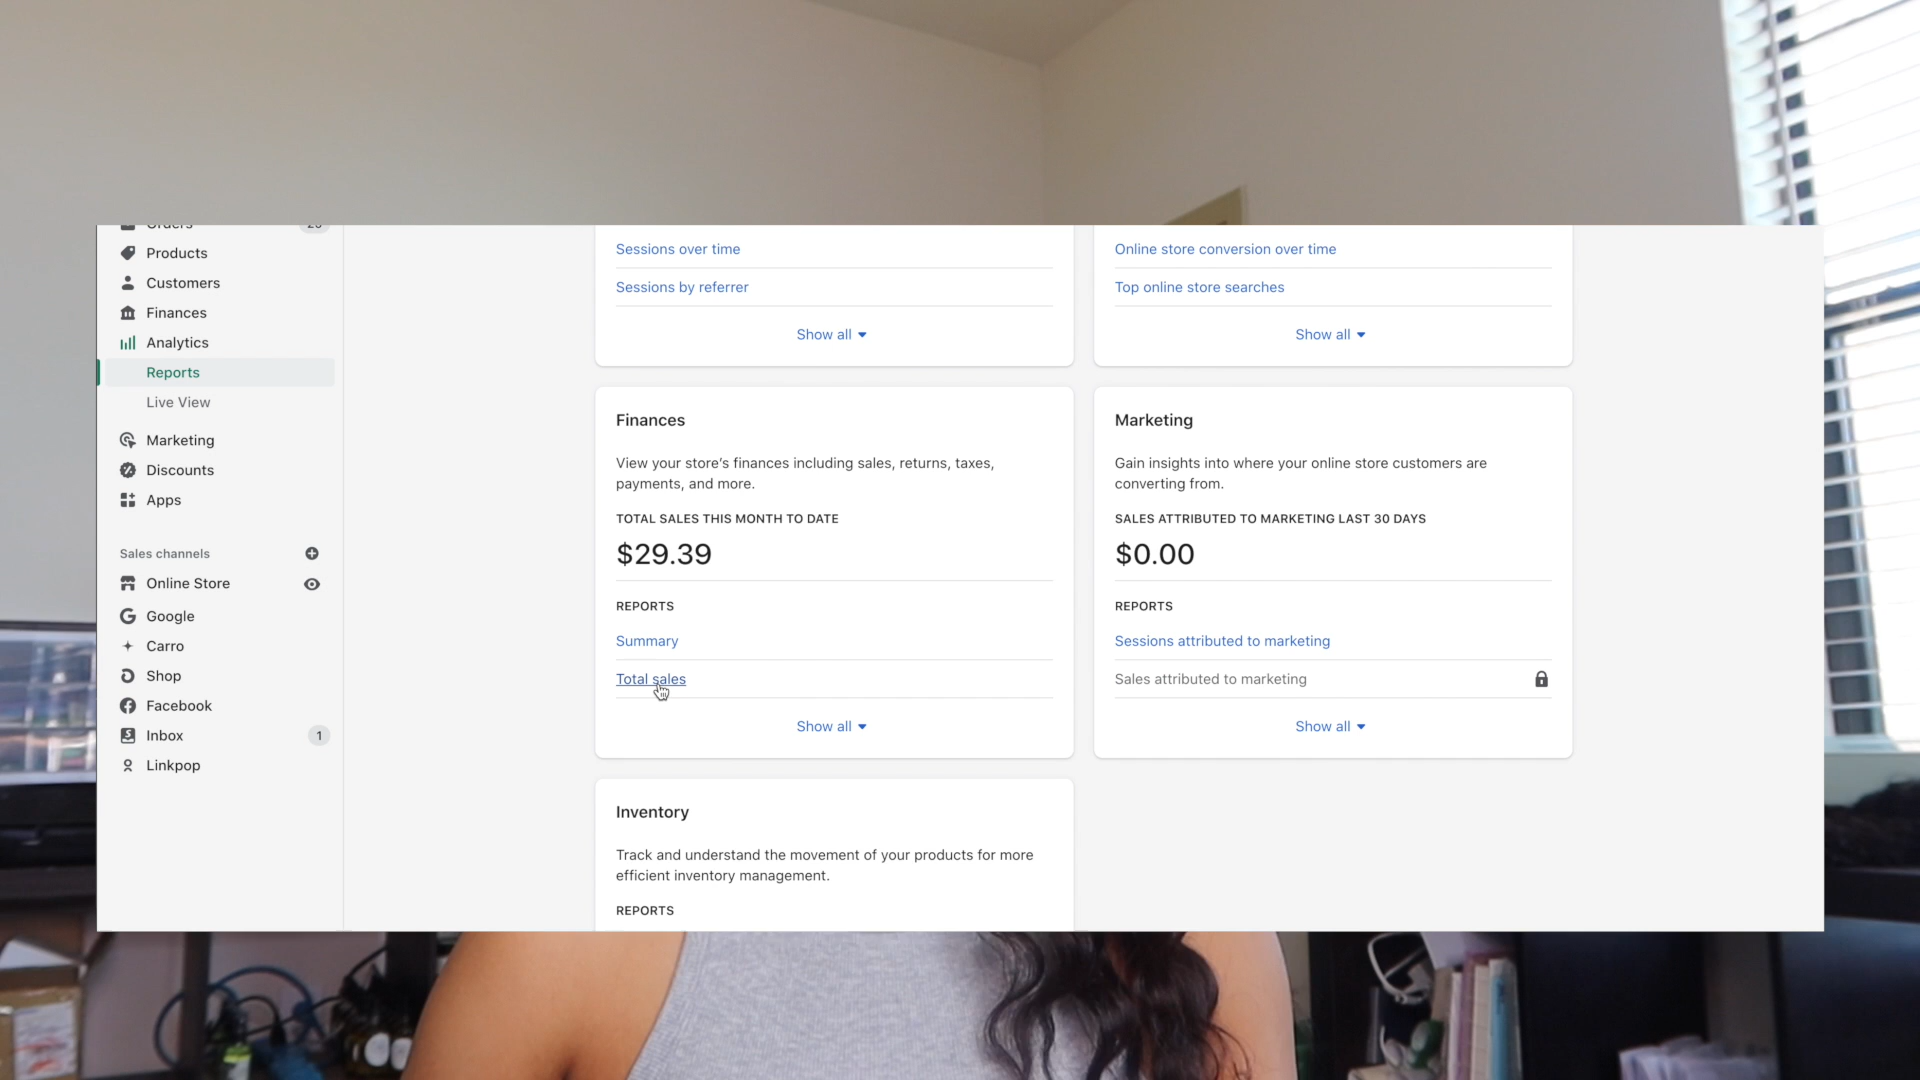 Orders
Products
Customers
Finances
Analytics
Reports
Live View
Marketing
Discounts
Apps
Sales channels
Online Store
Google
Carro
Shop
Facebook
Inbox 1
Linkpop
Sessions over time
Sessions by referrer
Show all
Online store conversion over time
Top online store searches
Show all
Finances
View your store’s finances including sales, returns, taxes,
payments, and more.
TOTAL SALES THIS MONTH TO DATE
$29.39
REPORTS
Summary
Total sales
Show all
Marketing
Gain insights into where your online store customers are
converting from.
SALES ATTRIBUTED TO MARKETING LAST 30 DAYS
$0.00
REPORTS
Sessions attributed to marketing
Sales attributed to marketing
Show all
Inventory
Track and understand the movement of your products for more
efficient inventory management.
REPORTS